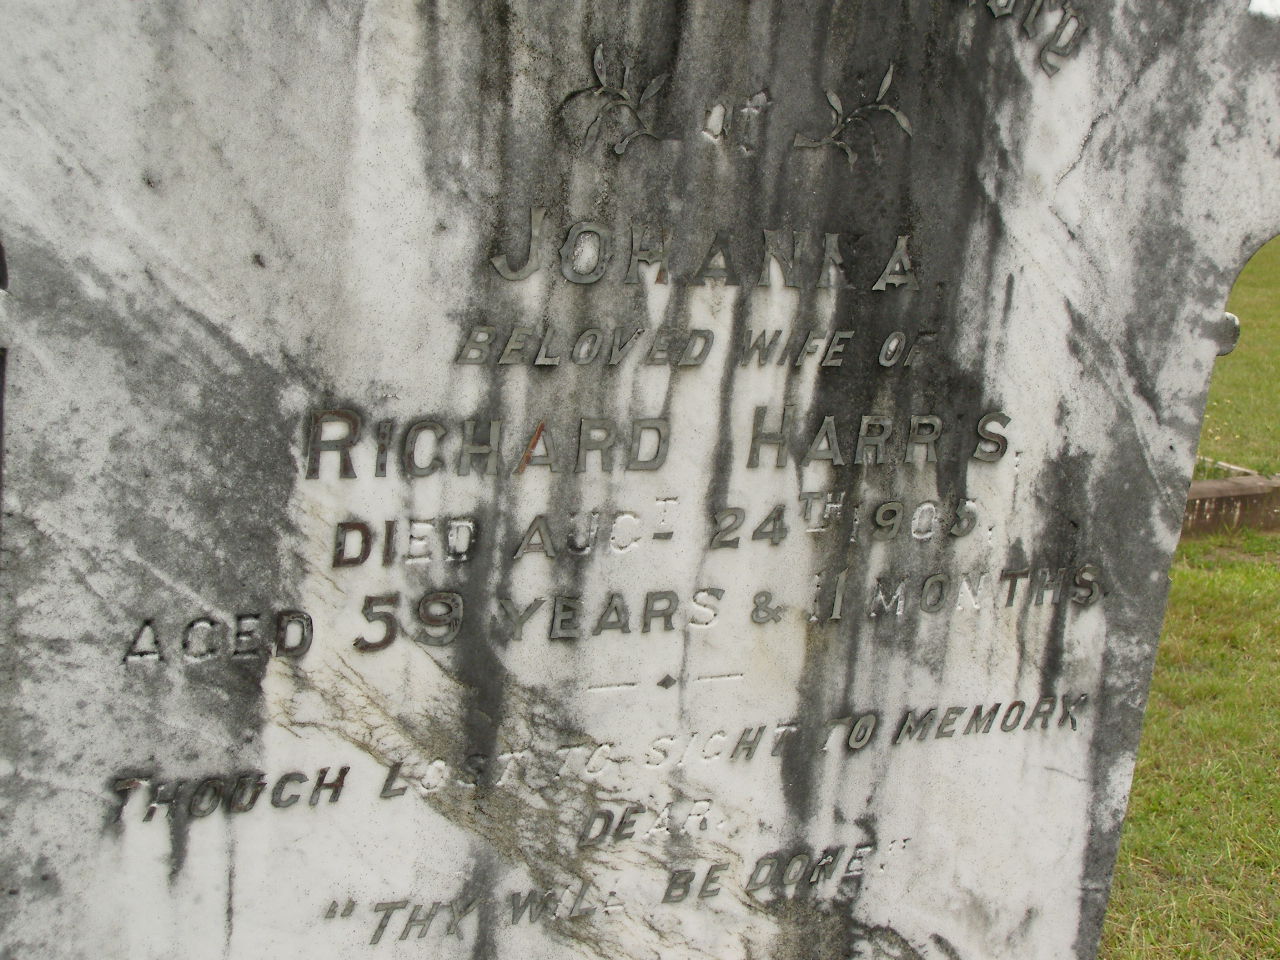 of
JOHANNA
BELOVED WIFE OF
RICHARD HARRIS,
DIED AUGT 24TH 1905,
AGED 59 YEARS & 11 MONTHS
THOUGH LOST TO SIGHT TO MEMORY
DEAR.
"THY WILL BE DONE"